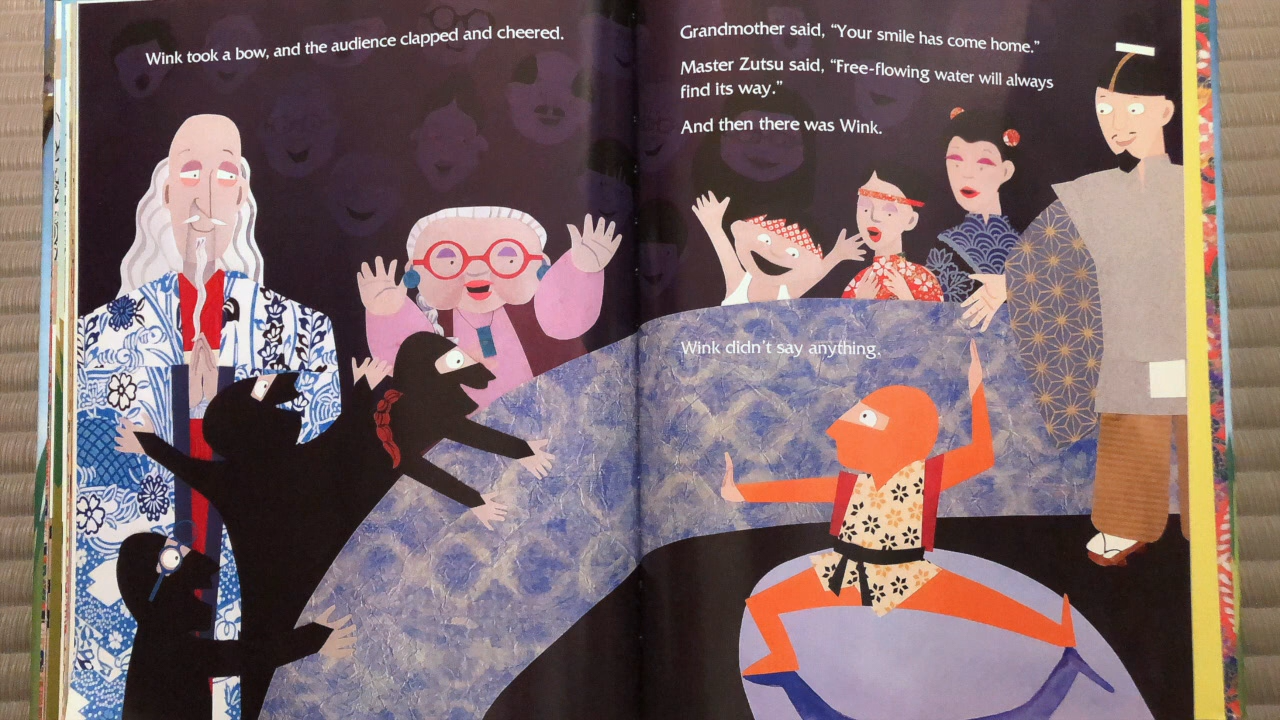 Wink took a bow, and the audience clapped and cheered.
Grandmother said, “Your smile has come home.”
Master Zutsu said, “Free-flowing water will always
find its way.”
And then there was Wink.
Wink didn’t say anything.